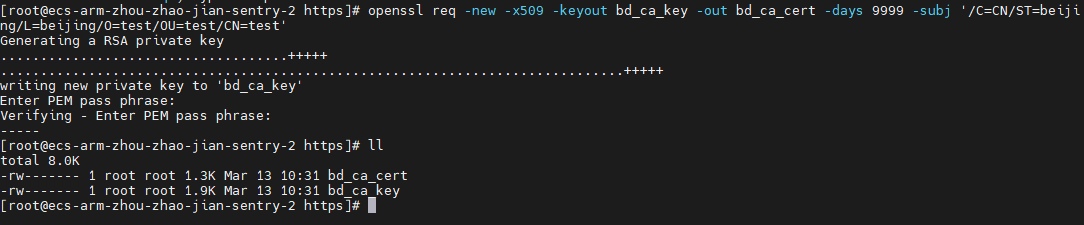 [root@ecs-arm-zhou-zhao-jian-sentry-2 https]# openssl req -new -x509 -keyout bd_ca_key -out bd_ca_cert -days 9999 -subj '/C=CN/ST=beiji
ng/L=beijing/O=test/OU=test/CN=test'
Generating a RSA private key
....................................+++++
...............................................................................+++++
writing new private key to 'bd_ca_key'
Enter PEM pass phrase:
Verifying - Enter PEM pass phrase:
-----
[root@ecs-arm-zhou-zhao-jian-sentry-2 https]# ll
total 8.0K
-rw------- 1 root root 1.3K Mar 13 10:31 bd_ca_cert
-rw------- 1 root root 1.9K Mar 13 10:31 bd_ca_key
[root@ecs-arm-zhou-zhao-jian-sentry-2 https]#